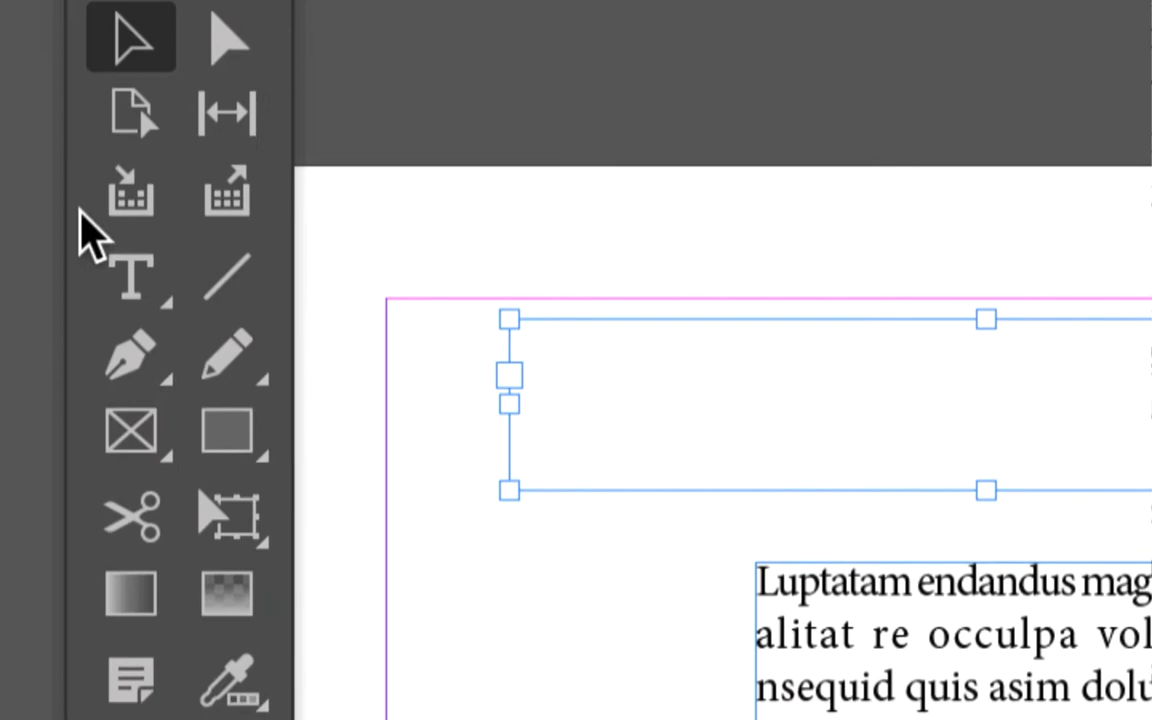 Luptatam endandus mag
alitat re occulpa vol
nsequid quis asim dolu